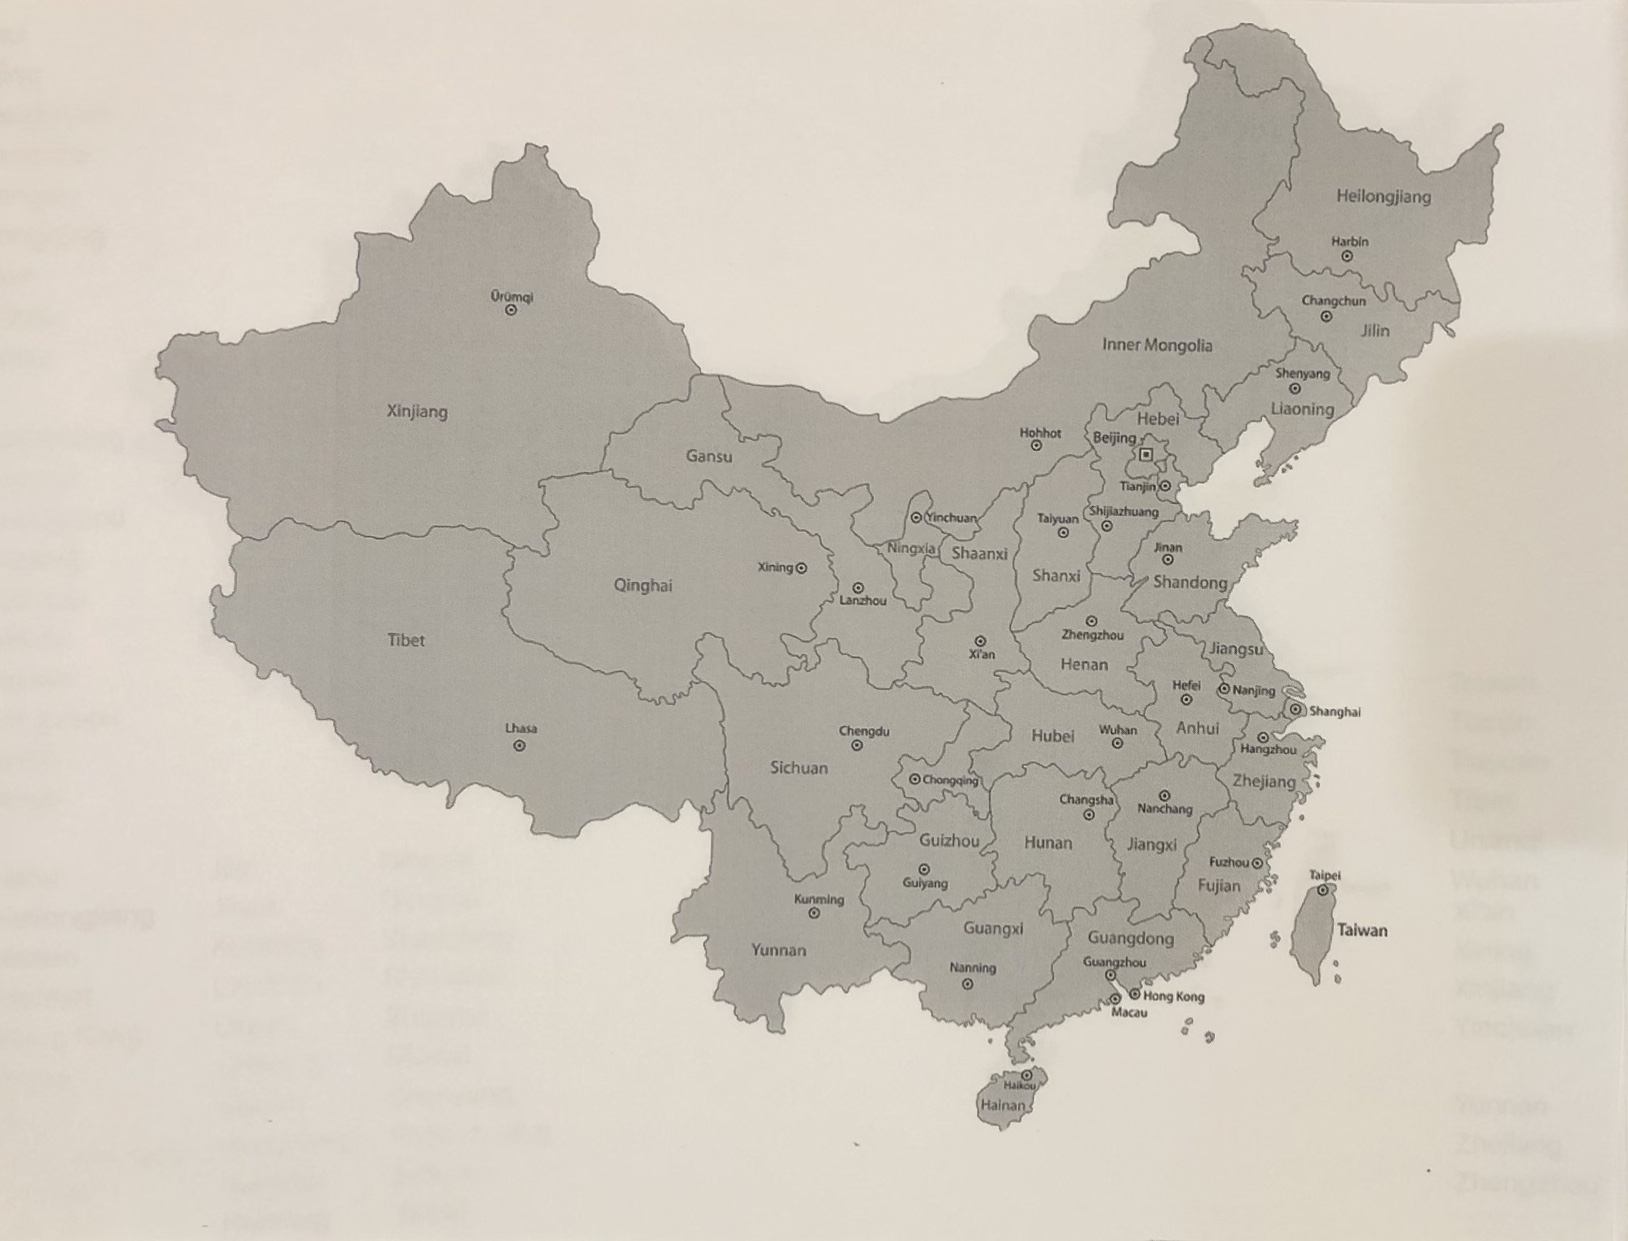 Heilongjiang
Harbin
Changchun
Jilin
Ürümqi
Inner Mongolia
Shenyang
Liaoning
Xinjiang
Hebei
Hohhot
Beijing
Gansu
Tianjin
Yinchuan
Taiyuan
Shijiazhuang
Ningxia
Shaanxi
Jinan
Xining
Qinghai
Shanxi
Shandong
Lanzhou
Tibet
Zhengzhou
Xi'an
Jiangsu
Henan
Hefei
Nanjing
Shanghai
Lhasa
Chengdu
Hubei
Wuhan
Anhui
Hangzhou
Sichuan
Chongqing
Zhejiang
Changsha
Nanchang
Guizhou
Hunan
Jiangxi
Fuzhou
Guiyang
Fujian
Taipei
Kunming
Guangxi
Guangdong
Taiwan
Yunnan
Guangzhou
Nanning
Hong Kong
Macau
Haikou
Hainan